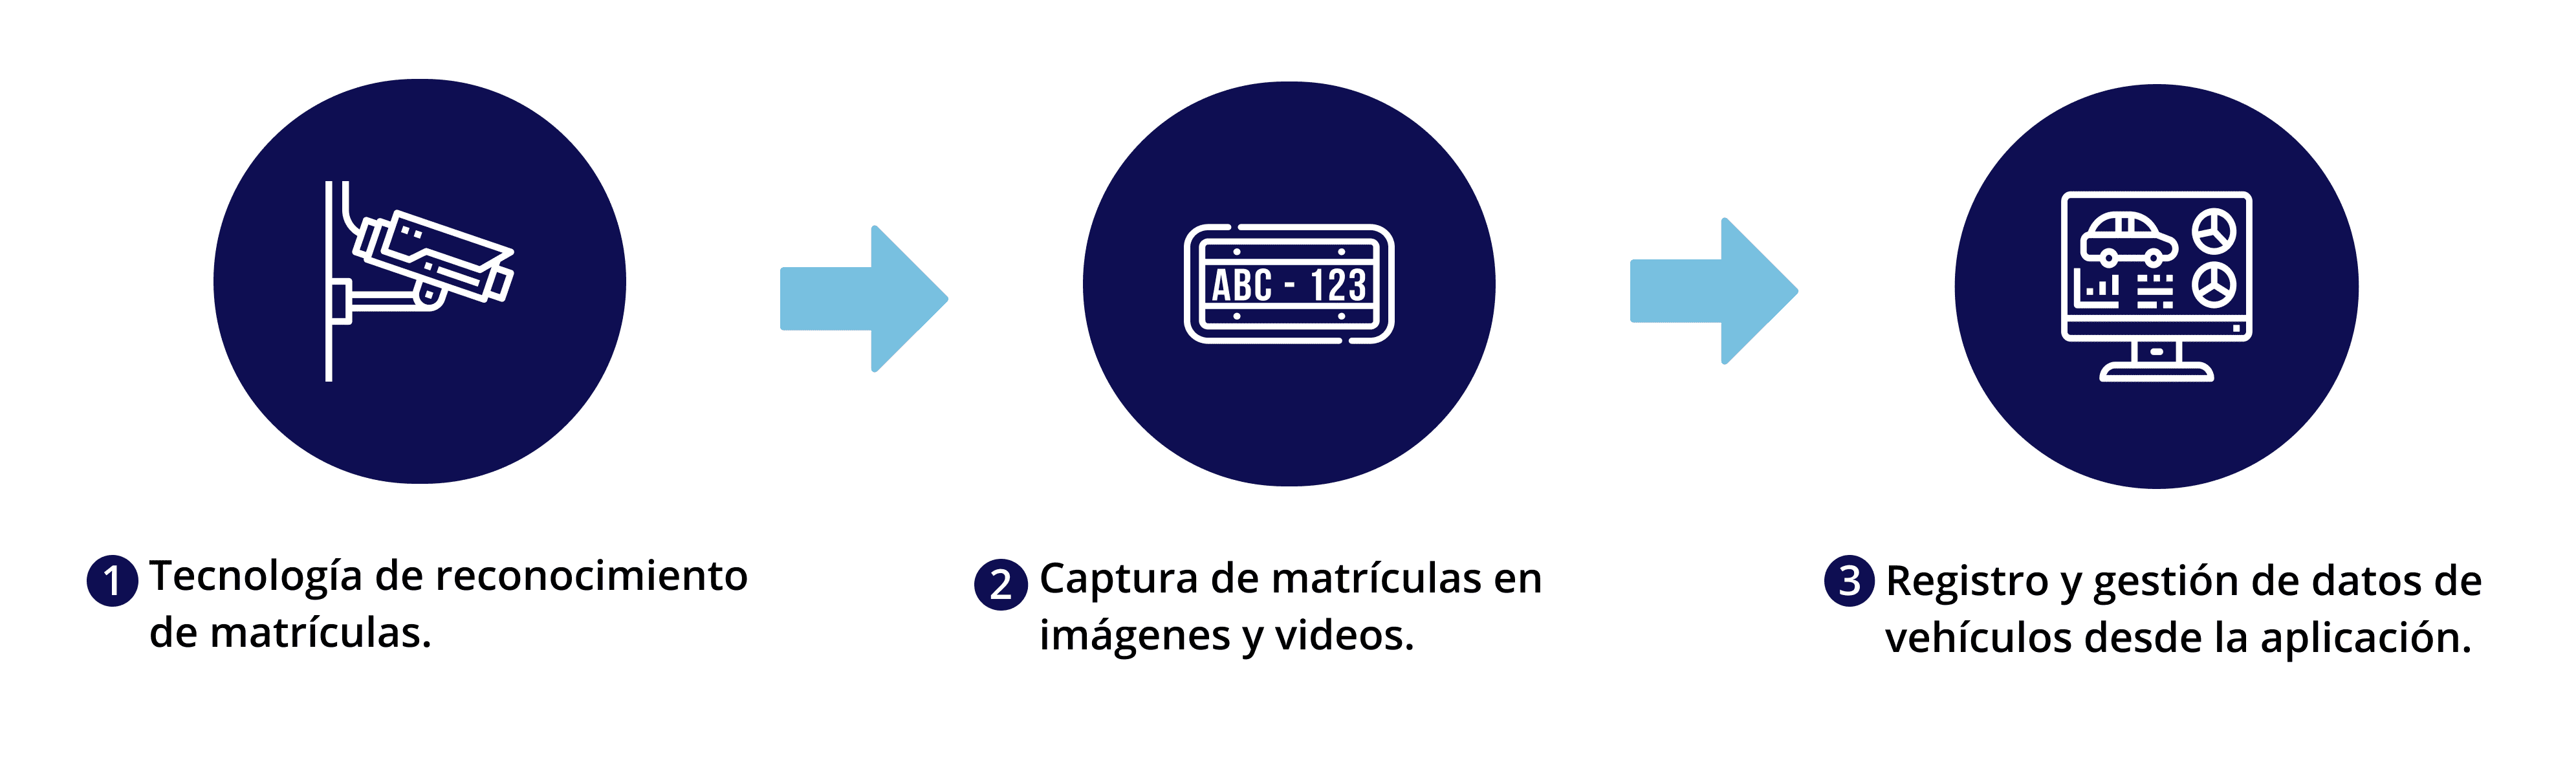 ABC - 123
1 Tecnología de reconocimiento
de matrículas.
2 Captura de matrículas en
imágenes y videos.
3 Registro y gestión de datos de
vehículos desde la aplicación.